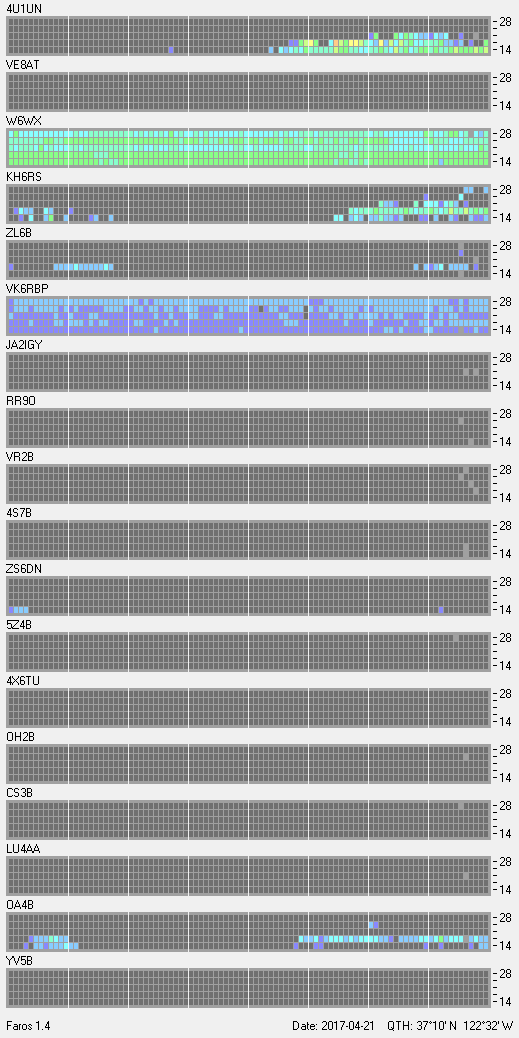 4U1UN
28
14
VE8AT
28
14
W6WX
28
14
KH6RS
28
14
ZL6B
28
14
VK6RBP
28
14
JA2IGY
28
14
RR9O
28
14
VR2B
28
14
4S7B
28
14
ZS6DN
28
14
5Z4B
28
14
4X6TU
28
14
OH2B
28
14
CS3B
28
14
LU4AA
28
14
OA4B
28
14
YV5B
28
14
Faros 1.4 Date: 2017-04-21 QTH: 37°10' N 122°32' W